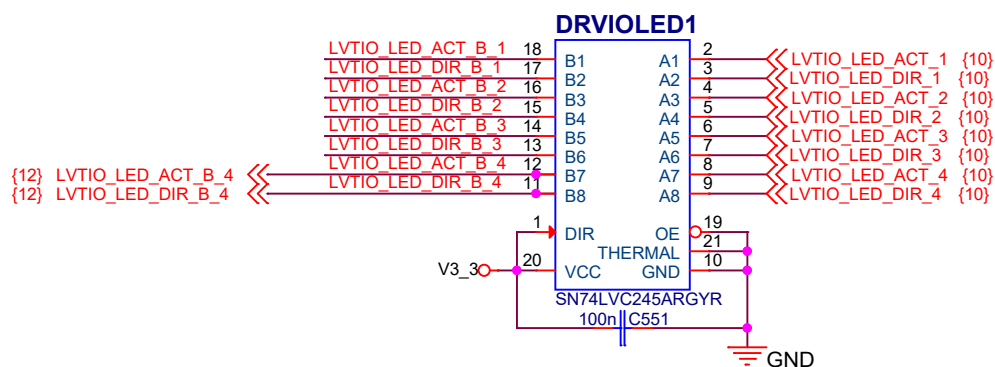 DRVIOLED1
LVTIO_LED_ACT_B_1 18 B1 A1 2 LVTIO_LED_ACT_1 {10}
LVTIO_LED_DIR_B_1 17 B2 A2 3 LVTIO_LED_DIR_1 {10}
LVTIO_LED_ACT_B_2 16 B3 A3 4 LVTIO_LED_ACT_2 {10}
LVTIO_LED_DIR_B_2 15 B4 A4 5 LVTIO_LED_DIR_2 {10}
LVTIO_LED_ACT_B_3 14 B5 A5 6 LVTIO_LED_ACT_3 {10}
LVTIO_LED_DIR_B_3 13 B6 A6 7 LVTIO_LED_DIR_3 {10}
{12} LVTIO_LED_ACT_B_4 LVTIO_LED_ACT_B_4 12 B7 A7 8 LVTIO_LED_ACT_4 {10}
{12} LVTIO_LED_DIR_B_4 LVTIO_LED_DIR_B_4 11 B8 A8 9 LVTIO_LED_DIR_4 {10}
1 DIR OE 19
THERMAL 21
V3_3 20 VCC GND 10
SN74LVC245ARGYR
100n C551
GND